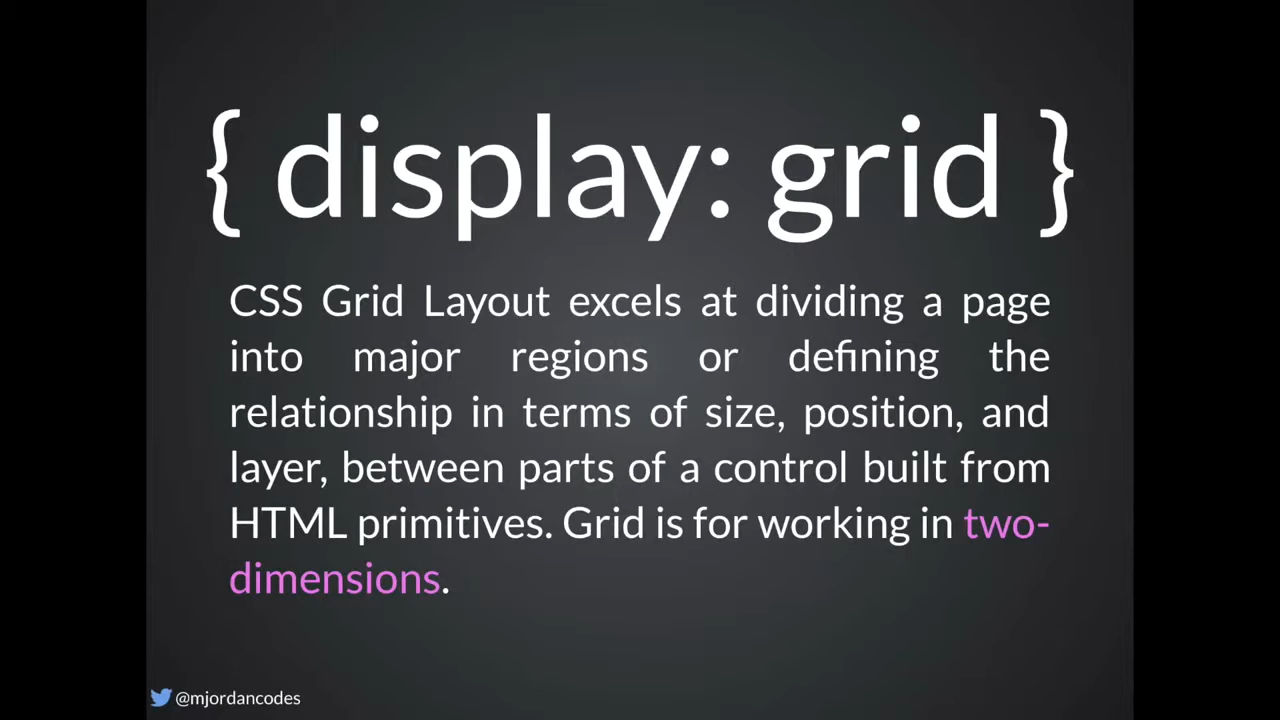 { display: grid }
CSS Grid Layout excels at dividing a page
into major regions or defining the
relationship in terms of size, position, and
layer, between parts of a control built from
HTML primitives. Grid is for working in two-
dimensions.
@mjordancodes